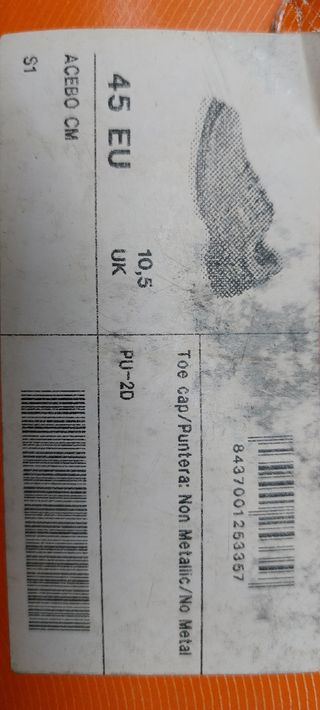 8437001253357
Toe cap/Puntera: Non Metallic/No Metal
45 EU
10,5
UK
PU-2D
ACEBO CM
S1